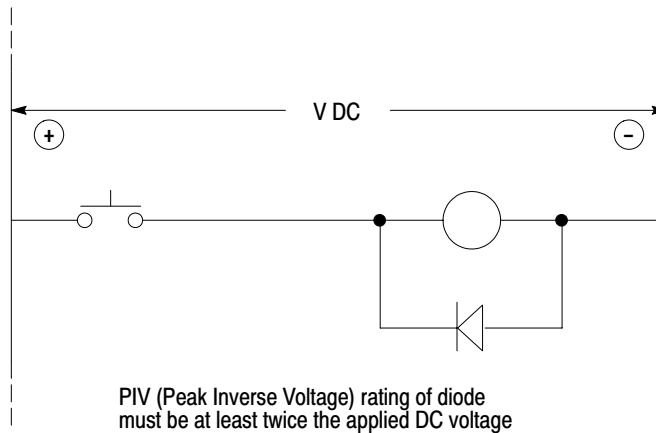 V DC
+
−
PIV (Peak Inverse Voltage) rating of diode
must be at least twice the applied DC voltage